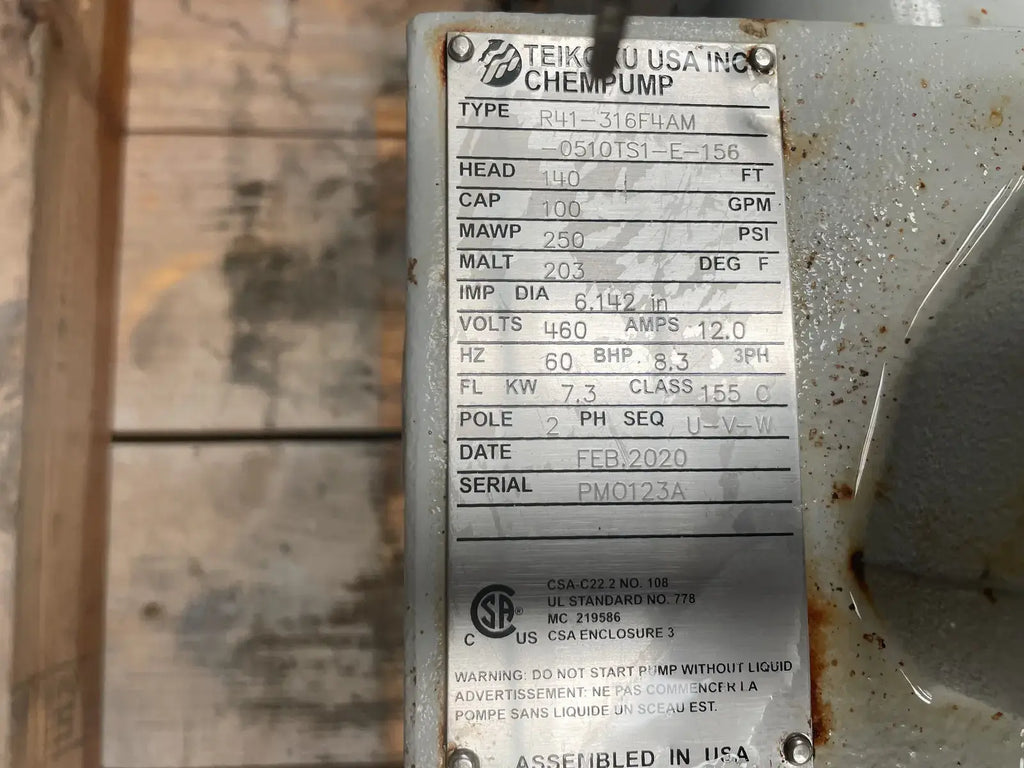 TEIKOKU USA INC
CHEMPUMP
TYPE R41-316F4AM
-0510TS1-E-156
HEAD 140 FT
CAP 100 GPM
MAWP 250 PSI
MALT 203 DEG F
IMP DIA 6.142 in
VOLTS 460 AMPS 12.0
HZ 60 BHP 8.3 3PH
FL KW 7.3 CLASS 155 C
POLE 2 PH SEQ U-V-W
DATE FEB.2020
SERIAL PM0123A
CSA-C22.2 NO. 108
UL STANDARD NO. 778
MC 219586
C SA® US CSA ENCLOSURE 3
WARNING: DO NOT START PUMP WITHOUT LIQUID
ADVERTISSEMENT: NE PAS COMMENCER LA
POMPE SANS LIQUIDE UN SCEAU EST.
ASSEMBLED IN USA